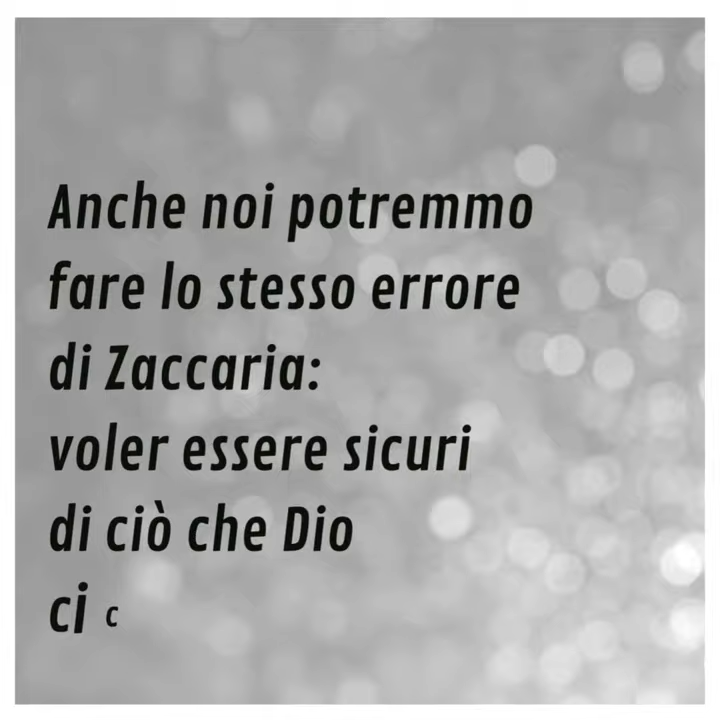 Anche noi potremmo
fare lo stesso errore
di Zaccaria:
voler essere sicuri
di ciò che Dio
ci c